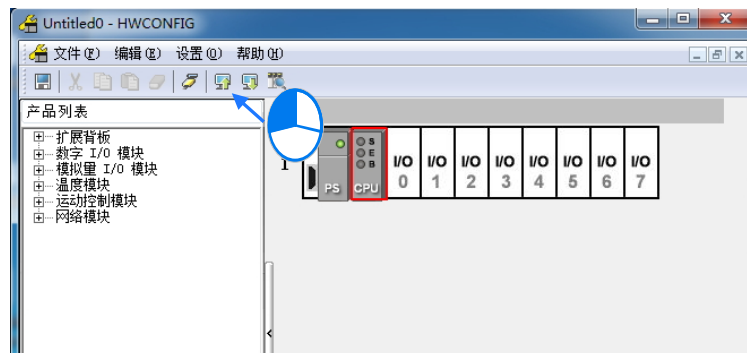 Untitled0 - HWCONFIG
文件(F) 编辑(E) 设置(O) 帮助(H)
产品列表
扩展背板
数字 I/O 模块
模拟量 I/O 模块
温度模块
运动控制模块
网络模块
1
PS
S
E
B
CPU
I/O 0
I/O 1
I/O 2
I/O 3
I/O 4
I/O 5
I/O 6
I/O 7